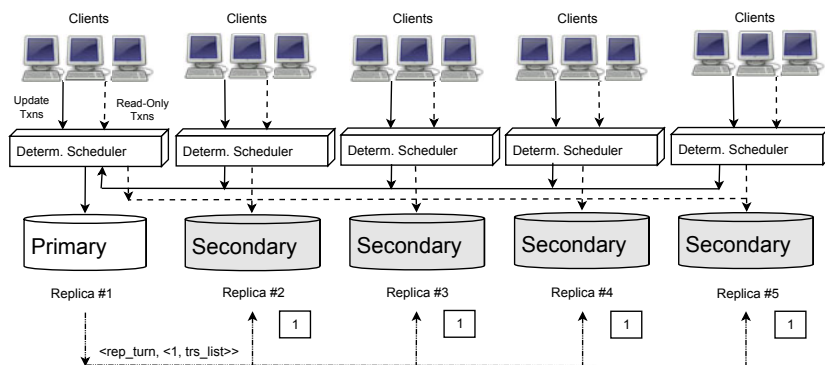 Clients
Clients
Clients
Clients
Clients
Update
Txns
Read-Only
Txns
Determ. Scheduler
Determ. Scheduler
Determ. Scheduler
Determ. Scheduler
Determ. Scheduler
Primary
Secondary
Secondary
Secondary
Secondary
Replica #1
Replica #2
Replica #3
Replica #4
Replica #5
1
1
1
1
<rep_turn, <1, trs_list>>